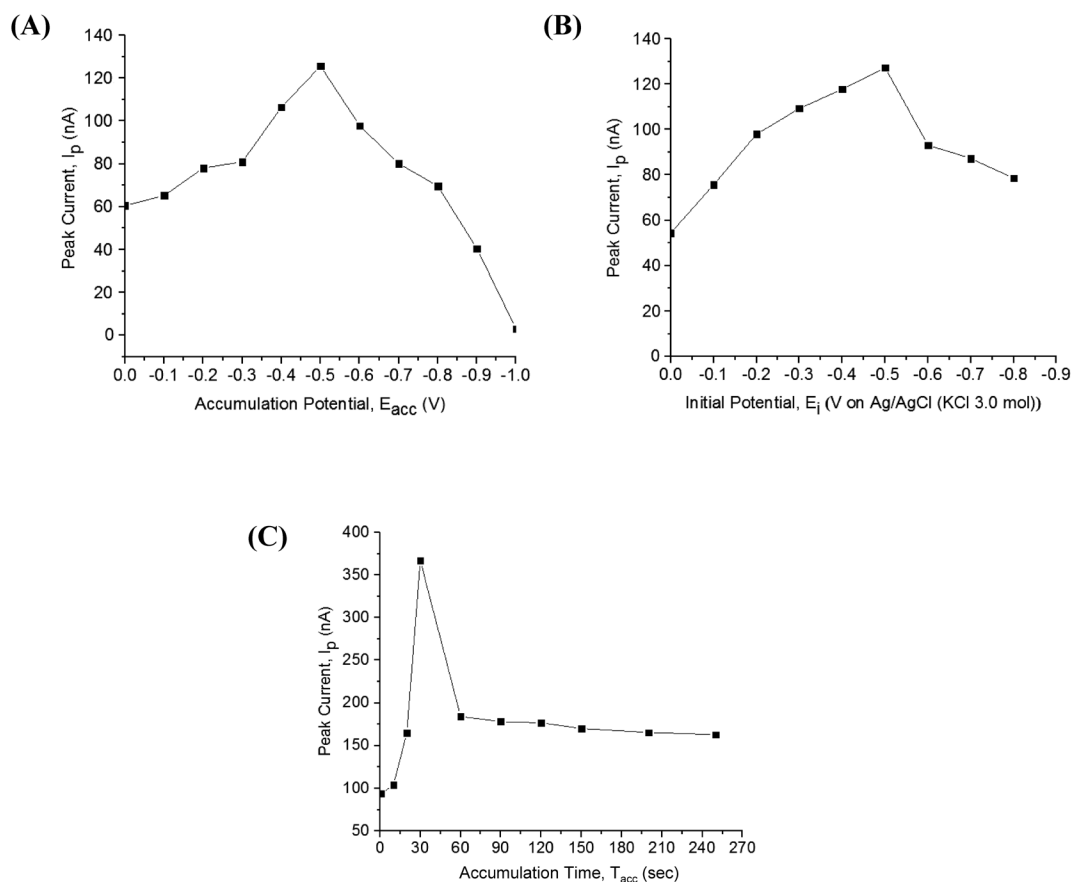 (A)
140
120
100
80
60
40
20
0
Peak Current, Ip (nA)
0.0 -0.1 -0.2 -0.3 -0.4 -0.5 -0.6 -0.7 -0.8 -0.9 -1.0
Accumulation Potential, Eacc (V)
(B)
140
120
100
80
60
40
20
0
Peak Current, Ip (nA)
0.0 -0.1 -0.2 -0.3 -0.4 -0.5 -0.6 -0.7 -0.8 -0.9
Initial Potential, Ei (V on Ag/AgCl (KCl 3.0 mol))
(C)
400
350
300
250
200
150
100
50
Peak Current, Ip (nA)
0 30 60 90 120 150 180 210 240 270
Accumulation Time, Tacc (sec)